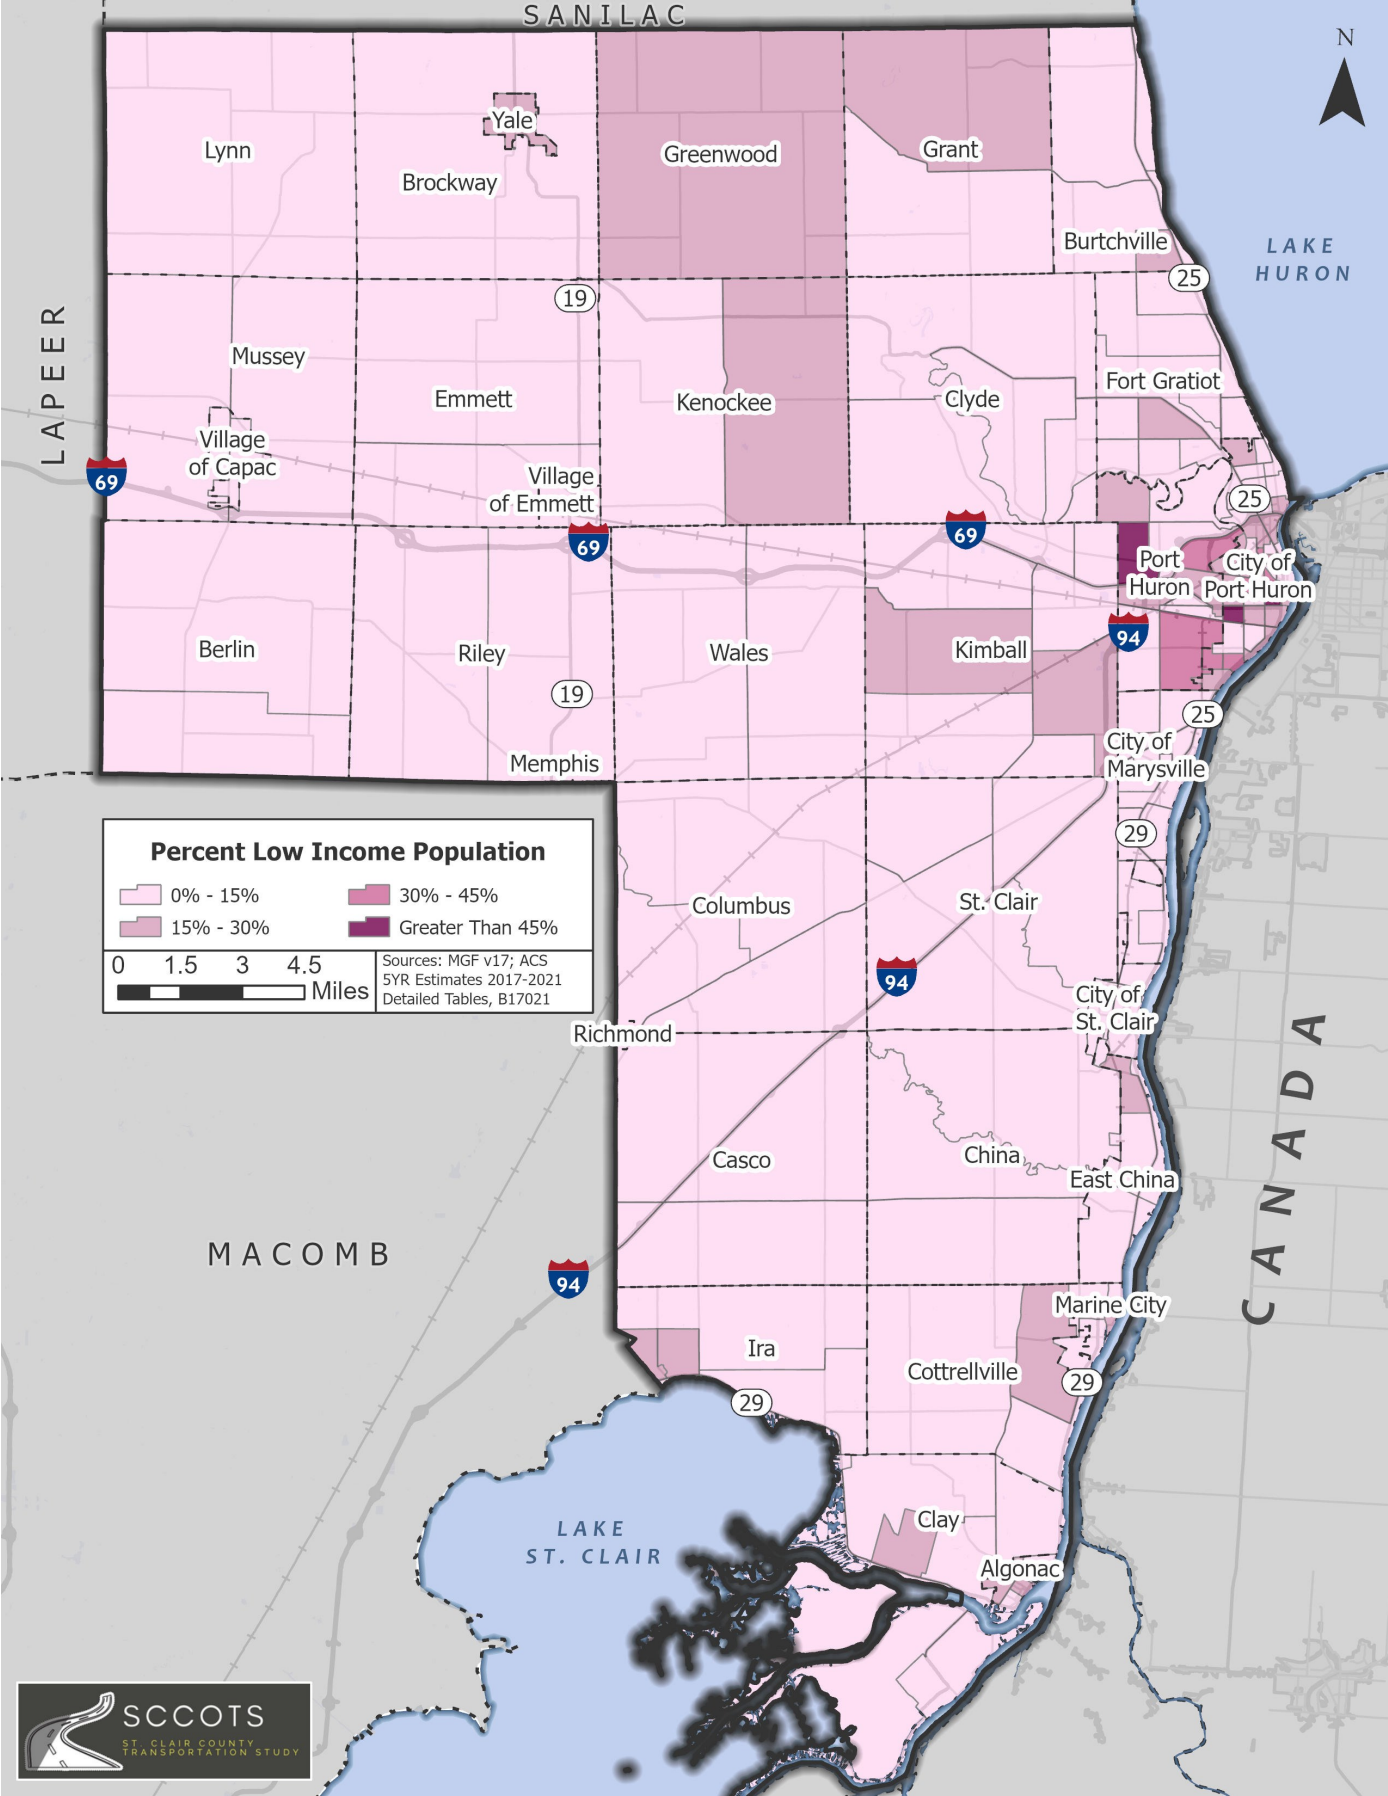 SANILAC
N
Yale
Lynn
Greenwood
Grant
Brockway
Burtchville
LAKE
HURON
25
19
LAPEER
Mussey
Fort Gratiot
Emmett
Kenockee
Clyde
Village
of Capac
69
Village
of Emmett
25
69
69
Port
Huron
City of
Port Huron
94
Berlin
Riley
Wales
Kimball
19
25
City of
Marysville
Memphis
29
Percent Low Income Population
0% - 15%
30% - 45%
15% - 30%
Greater Than 45%
0 1.5 3 4.5
Miles
Sources: MGF v17; ACS
5YR Estimates 2017-2021
Detailed Tables, B17021
Columbus
St. Clair
94
City of
St. Clair
Richmond
CANADA
Casco
China
East China
MACOMB
94
Marine City
Ira
Cottrellville
29
29
Clay
LAKE
ST. CLAIR
Algonac
SCCOTS
ST. CLAIR COUNTY
TRANSPORTATION STUDY